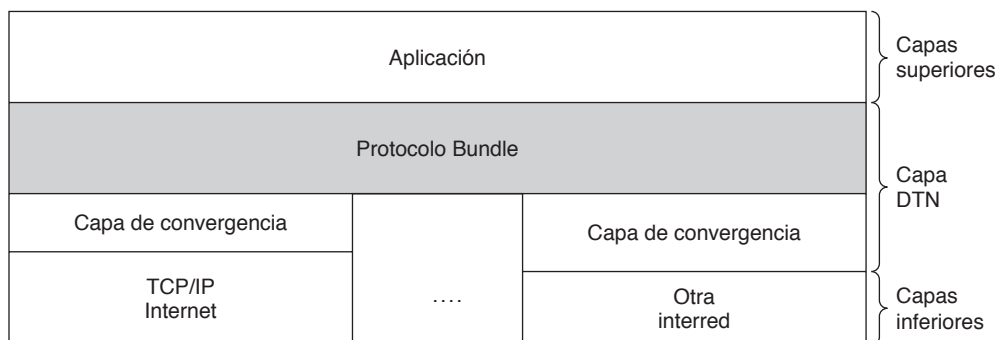 Aplicación
Capas
superiores
Protocolo Bundle
Capa
DTN
Capa de convergencia
Capa de convergencia
TCP/IP
Internet
....
Otra
interred
Capas
inferiores